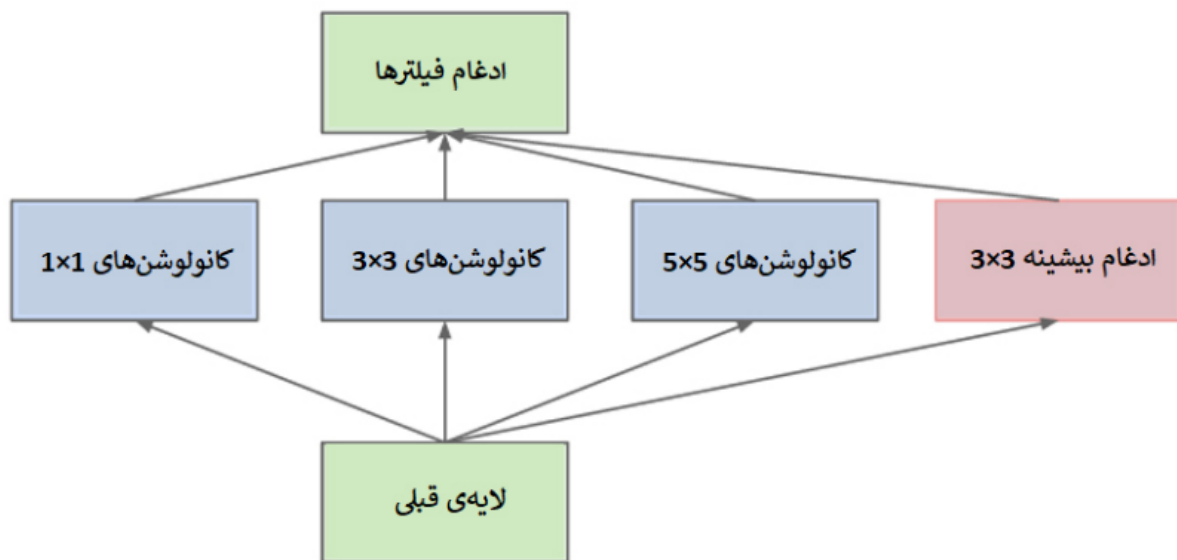 ادغام فیلترها
کانولوشن‌های 1×1
کانولوشن‌های 3×3
کانولوشن‌های 5×5
ادغام بیشینه 3×3
لایه‌ی قبلی